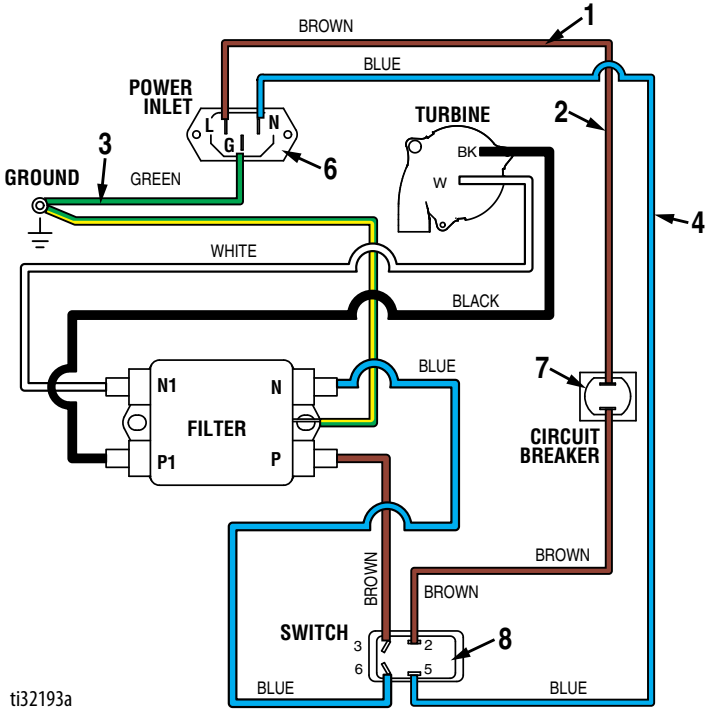 1
BROWN
BLUE
POWER
INLET
L
N
G
TURBINE
BK
W
2
3
6
GROUND
GREEN
4
WHITE
BLACK
BLUE
7
N1
N
FILTER
P1
P
CIRCUIT
BREAKER
BROWN
BROWN
BROWN
SWITCH
3
2
8
6
5
BLUE
BLUE
ti32193a